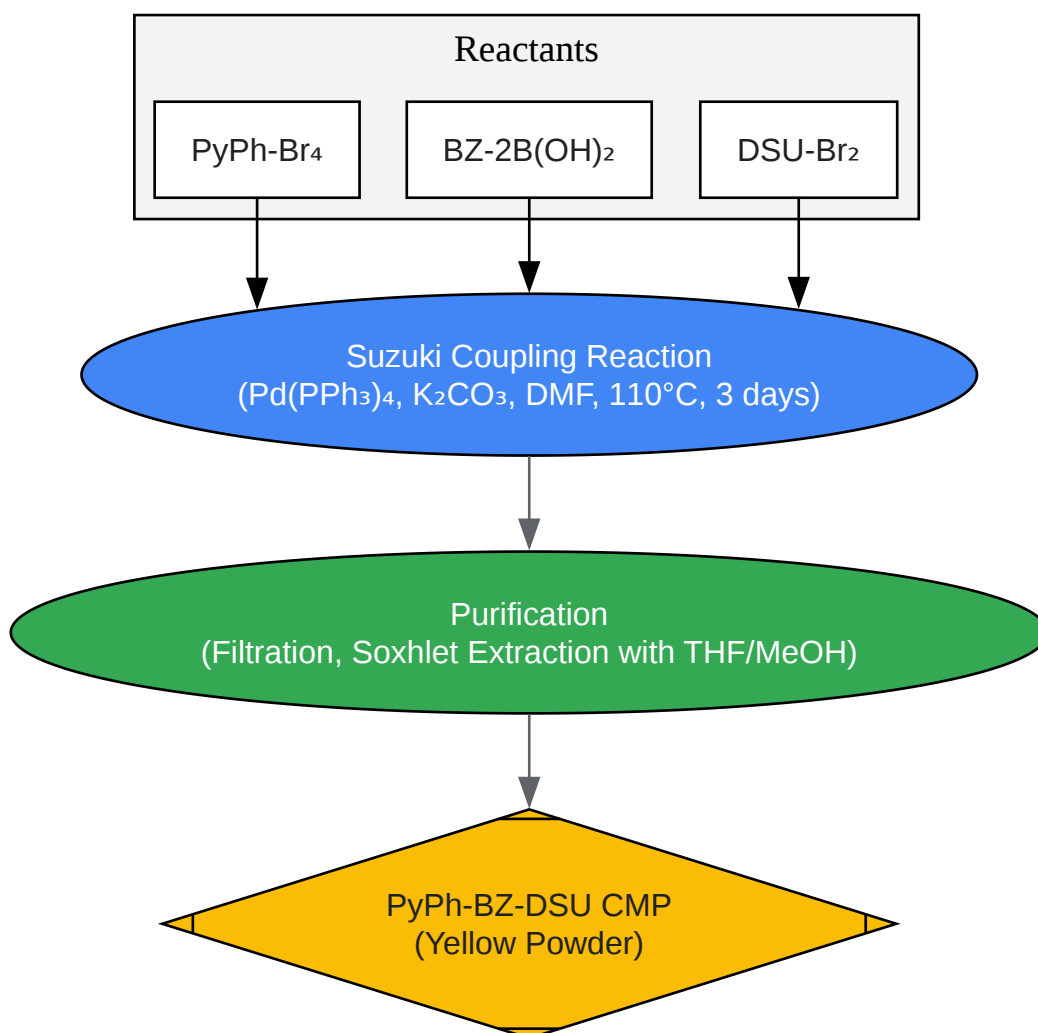 Reactants
PyPh-Br₄
BZ-2B(OH)₂
DSU-Br₂
Suzuki Coupling Reaction
(Pd(PPh₃)₄, K₂CO₃, DMF, 110°C, 3 days)
Purification
(Filtration, Soxhlet Extraction with THF/MeOH)
PyPh-BZ-DSU CMP
(Yellow Powder)